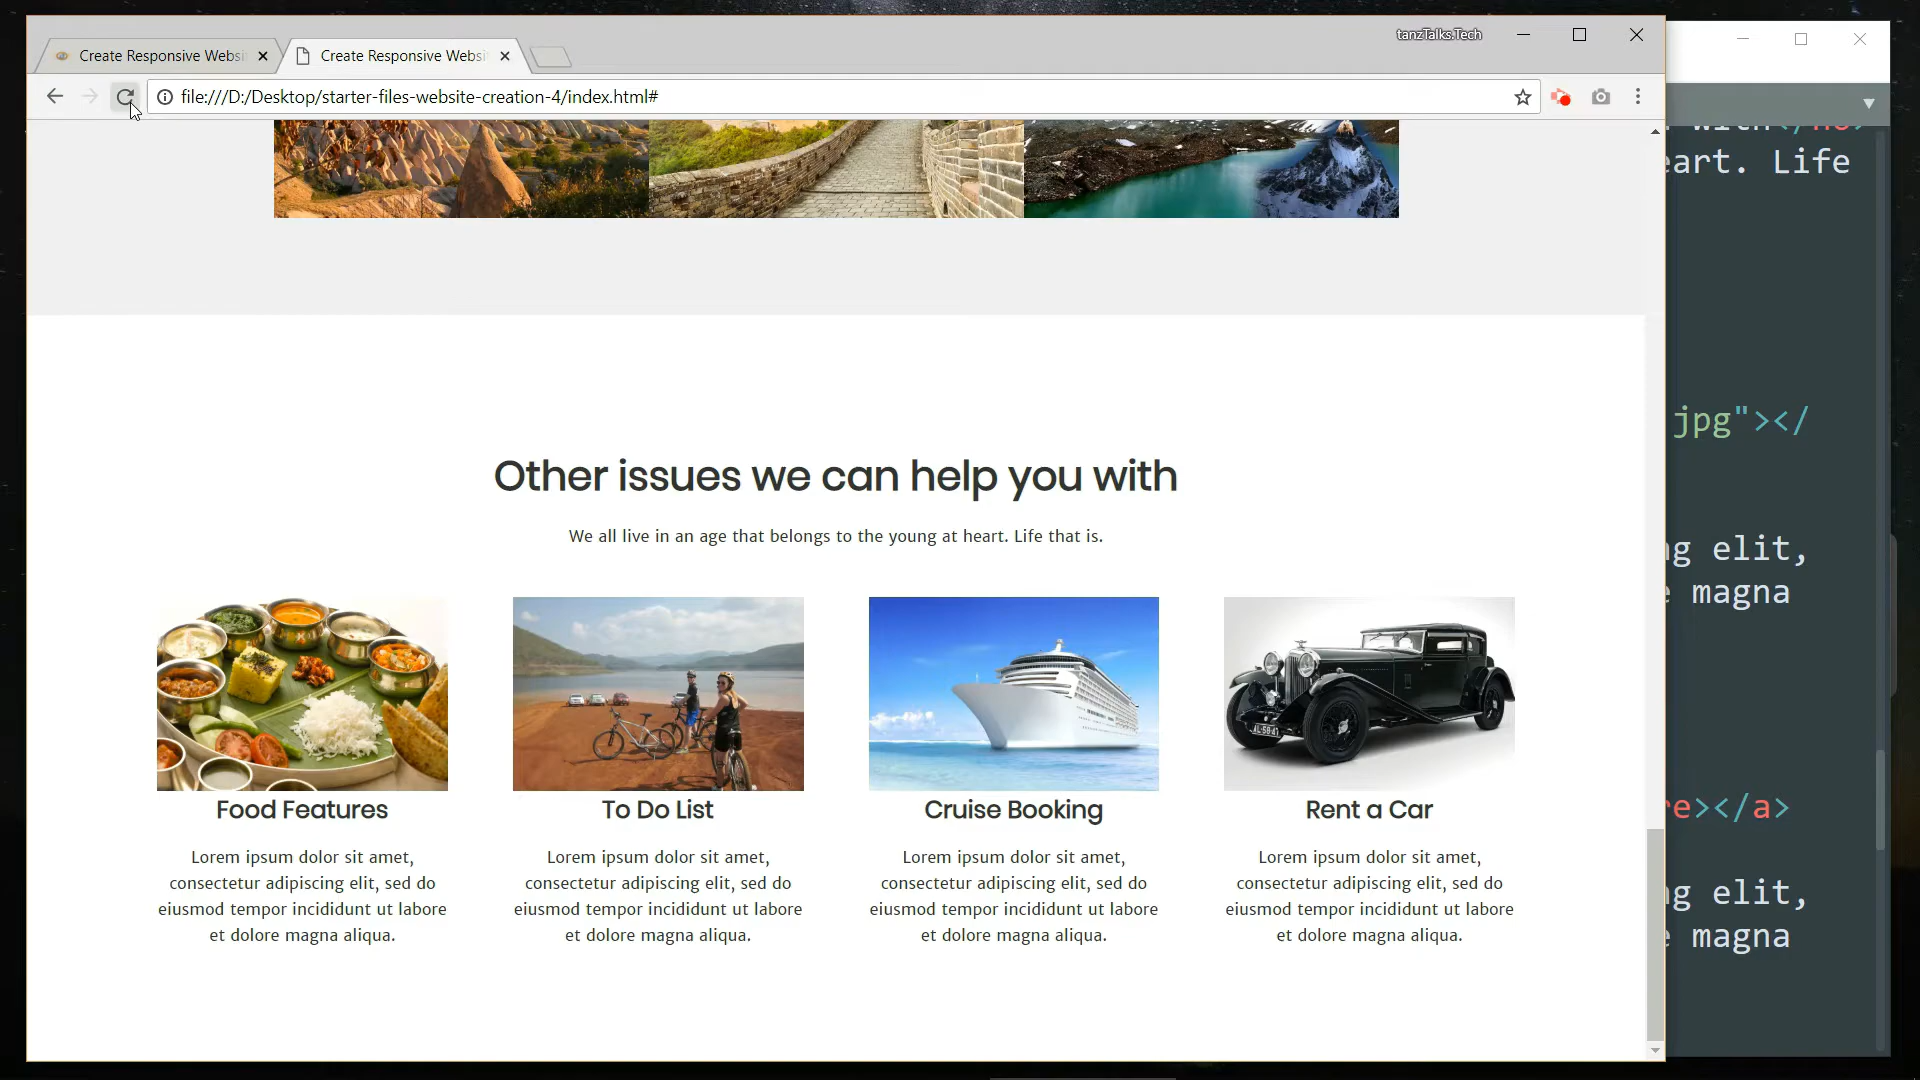 tanzTalks.Tech
Create Responsive Websi
Create Responsive Websi
file:///D:/Desktop/starter-files-website-creation-4/index.html#
Other issues we can help you with
We all live in an age that belongs to the young at heart. Life that is.
Food Features
To Do List
Cruise Booking
Rent a Car
Lorem ipsum dolor sit amet,
consectetur adipiscing elit, sed do
eiusmod tempor incididunt ut labore
et dolore magna aliqua.
Lorem ipsum dolor sit amet,
consectetur adipiscing elit, sed do
eiusmod tempor incididunt ut labore
et dolore magna aliqua.
Lorem ipsum dolor sit amet,
consectetur adipiscing elit, sed do
eiusmod tempor incididunt ut labore
et dolore magna aliqua.
Lorem ipsum dolor sit amet,
consectetur adipiscing elit, sed do
eiusmod tempor incididunt ut labore
et dolore magna aliqua.
eart. Life
jpg"></
g elit,
magna
re></a>
g elit,
magna